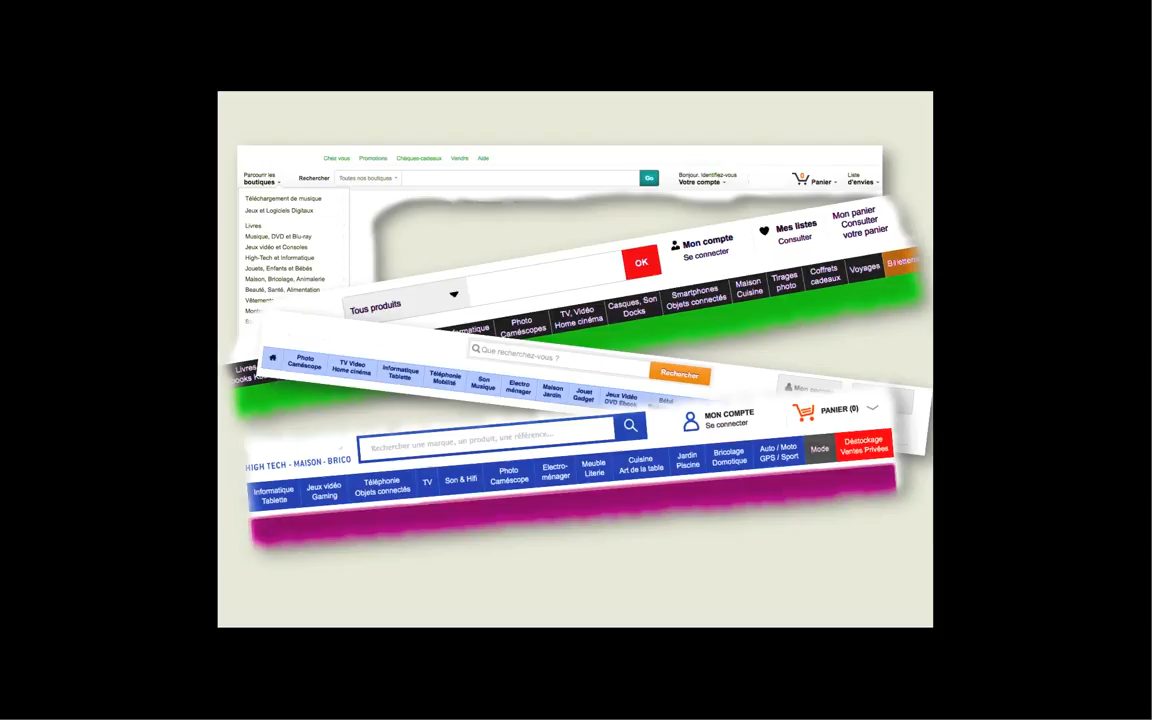 Chez vous Promotions Chèques-cadeaux Vendre Aide
Parcourir les
boutiques
Rechercher
Toutes nos boutiques
Go
Bonjour. Identifiez-vous
Votre compte
0
Panier
Liste
d'envies
Téléchargement de musique
Jeux et Logiciels Digitaux
Livres
Musique, DVD et Blu-ray
Jeux vidéo et Consoles
High-Tech et Informatique
Jouets, Enfants et Bébés
Maison, Bricolage, Animalerie
Beauté, Santé, Alimentation
Tous produits
OK
Mon compte
Se connecter
Mes listes
Consulter
Mon panier
Consulter
votre panier
Livres
Photo
Caméscopes
TV, Vidéo
Home cinéma
Casques, Son
Docks
Smartphones
Objets connectés
Maison
Cuisine
Tirages
photo
Coffrets
cadeaux
Voyages
Que recherchez-vous ?
Rechercher
Photo
Caméscope
TV Video
Home cinéma
Informatique
Tablette
Téléphonie
Mobilité
Son
Musique
Electro
ménager
Maison
Jardin
Jouet
Gadget
Jeux Vidéo
DVD Ebook
Bébé
HIGH TECH - MAISON - BRICO
Rechercher une marque, un produit, une référence...
MON COMPTE
Se connecter
PANIER (0)
Informatique
Tablette
Jeux vidéo
Gaming
Téléphonie
Objets connectés
TV
Son & Hifi
Photo
Caméscope
Electro-
ménager
Meuble
Literie
Cuisine
Art de la table
Jardin
Piscine
Bricolage
Domotique
Auto / Moto
GPS / Sport
Mode
Déstockage
Ventes Privées